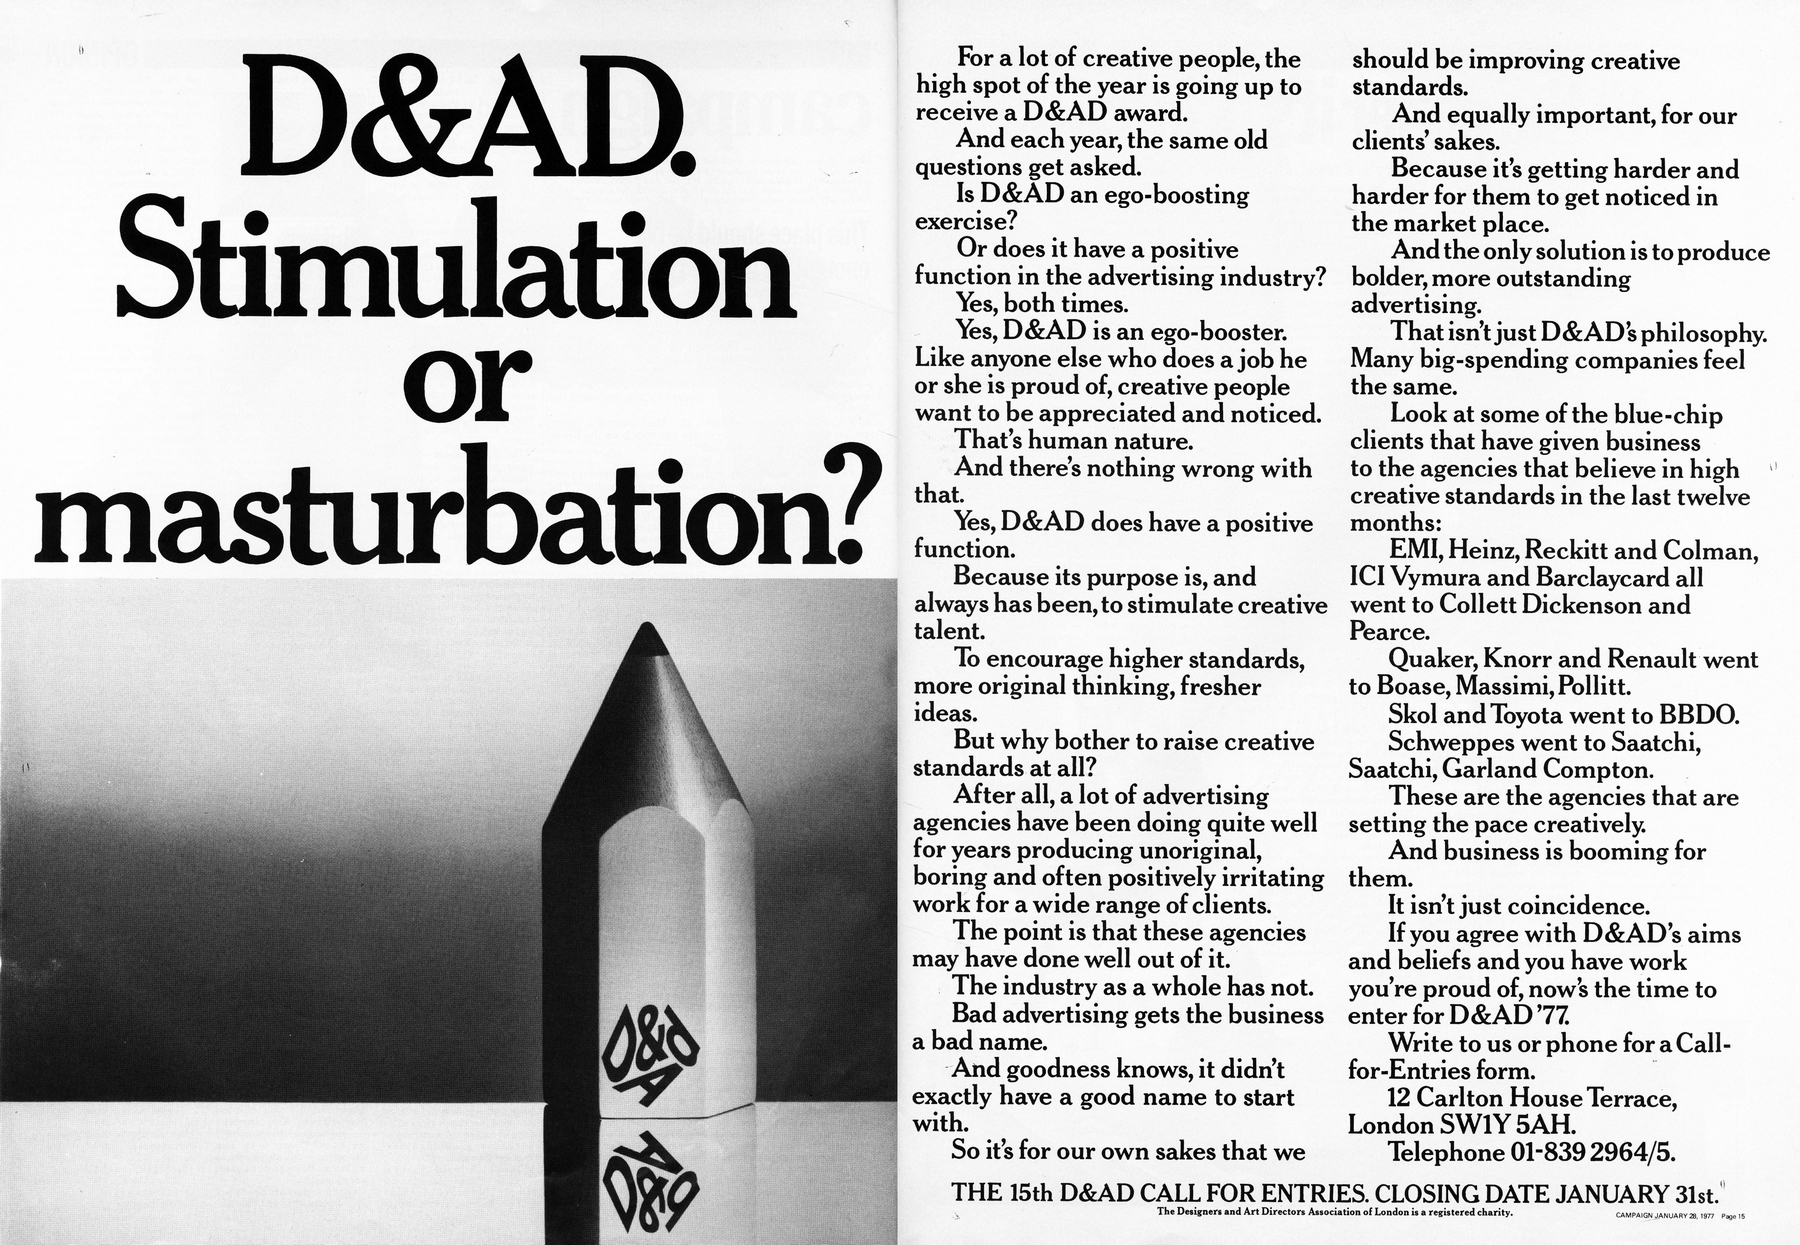 D&AD.
Stimulation
or
masturbation?
D&AD
For a lot of creative people, the
high spot of the year is going up to
receive a D&AD award.
And each year, the same old
questions get asked.
Is D&AD an ego-boosting
exercise?
Or does it have a positive
function in the advertising industry?
Yes, both times.
Yes, D&AD is an ego-booster.
Like anyone else who does a job he
or she is proud of, creative people
want to be appreciated and noticed.
That's human nature.
And there's nothing wrong with
that.
Yes, D&AD does have a positive
function.
Because its purpose is, and
always has been, to stimulate creative
talent.
To encourage higher standards,
more original thinking, fresher
ideas.
But why bother to raise creative
standards at all?
After all, a lot of advertising
agencies have been doing quite well
for years producing unoriginal,
boring and often positively irritating
work for a wide range of clients.
The point is that these agencies
may have done well out of it.
The industry as a whole has not.
Bad advertising gets the business
a bad name.
And goodness knows, it didn't
exactly have a good name to start
with.
So it's for our own sakes that we
should be improving creative
standards.
And equally important, for our
clients' sakes.
Because it's getting harder and
harder for them to get noticed in
the market place.
And the only solution is to produce
bolder, more outstanding
advertising.
That isn't just D&AD's philosophy.
Many big-spending companies feel
the same.
Look at some of the blue-chip
clients that have given business
to the agencies that believe in high
creative standards in the last twelve
months:
EMI, Heinz, Reckitt and Colman,
ICI Vymura and Barclaycard all
went to Collett Dickenson and
Pearce.
Quaker, Knorr and Renault went
to Boase, Massimi, Pollitt.
Skol and Toyota went to BBDO.
Schweppes went to Saatchi,
Saatchi, Garland Compton.
These are the agencies that are
setting the pace creatively.
And business is booming for
them.
It isn't just coincidence.
If you agree with D&AD's aims
and beliefs and you have work
you're proud of, now's the time to
enter for D&AD '77.
Write to us or phone for a Call-
for-Entries form.
12 Carlton House Terrace,
London SW1Y 5AH.
Telephone 01-839 2964/5.
THE 15th D&AD CALL FOR ENTRIES. CLOSING DATE JANUARY 31st.
The Designers and Art Directors Association of London is a registered charity.
CAMPAIGN JANUARY 28, 1977 Page 15